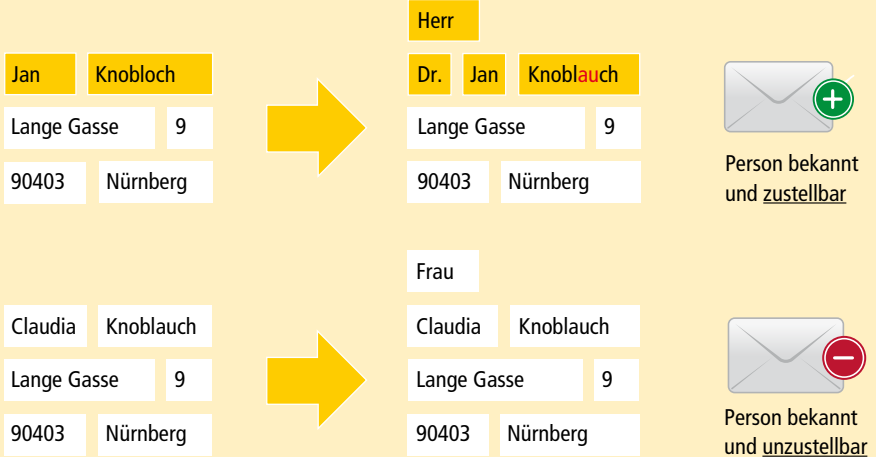 Herr
Jan Knobloch
Dr. Jan Knoblauch
Lange Gasse 9
Lange Gasse 9
90403 Nürnberg
90403 Nürnberg
Person bekannt
und zustellbar
Frau
Claudia Knoblauch
Claudia Knoblauch
Lange Gasse 9
Lange Gasse 9
90403 Nürnberg
90403 Nürnberg
Person bekannt
und unzustellbar